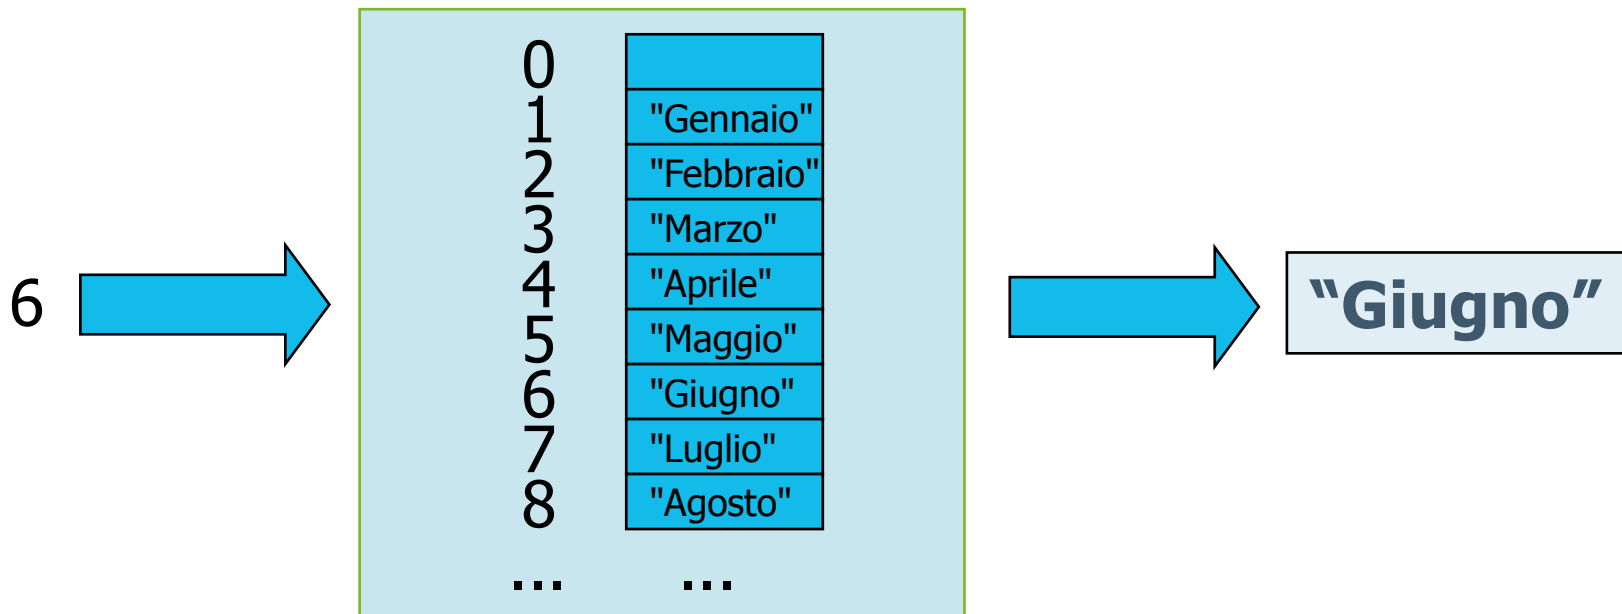 0
1 "Gennaio"
2 "Febbraio"
3 "Marzo"
4 "Aprile"
6
“Giugno”
5 "Maggio"
6 "Giugno"
7 "Luglio"
8 "Agosto"
... ...